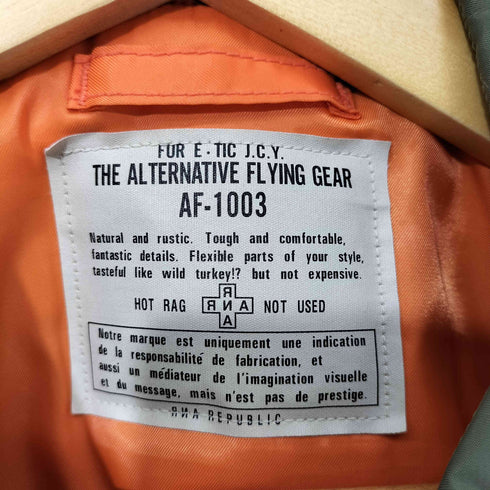 FUR E·TIC J.C.Y.
THE ALTERNATIVE FLYING GEAR
AF-1003
Natural and rustic. Tough and comfortable,
fantastic details. Flexible parts of your style,
tasteful like wild turkey!? but not expensive.
HOT RAG ЯИA NOT USED
Notre marque est uniquement une indication
de la responsabilité de fabrication, et
aussi un médiateur de l'imagination visuelle
et du message, mais n'est pas de prestige.
ЯИA REPUBLIC